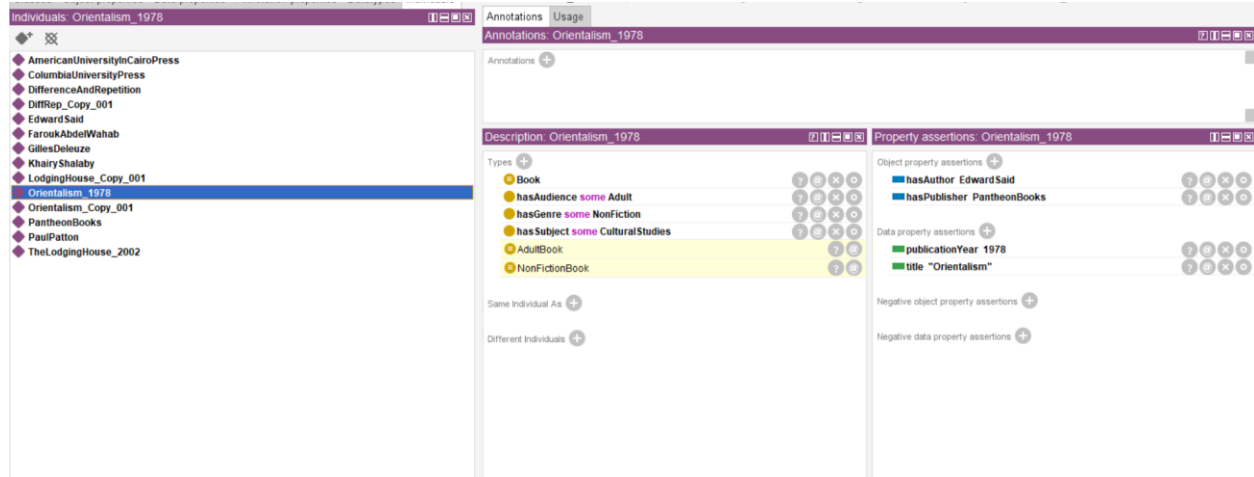 Individuals: Orientalism_1978
AmericanUniversityInCairoPress
ColumbiaUniversityPress
DifferenceAndRepetition
DiffRep_Copy_001
EdwardSaid
FaroukAbdelWahab
GillesDeleuze
KhairyShalaby
LodgingHouse_Copy_001
Orientalism_1978
Orientalism_Copy_001
PantheonBooks
PaulPatton
TheLodgingHouse_2002
Annotations Usage
Annotations: Orientalism_1978
Annotations
Description: Orientalism_1978
Types
Book
hasAudience some Adult
hasGenre some NonFiction
hasSubject some CulturalStudies
AdultBook
NonFictionBook
Same Individual As
Different Individuals
Property assertions: Orientalism_1978
Object property assertions
hasAuthor EdwardSaid
hasPublisher PantheonBooks
Data property assertions
publicationYear 1978
title "Orientalism"
Negative object property assertions
Negative data property assertions